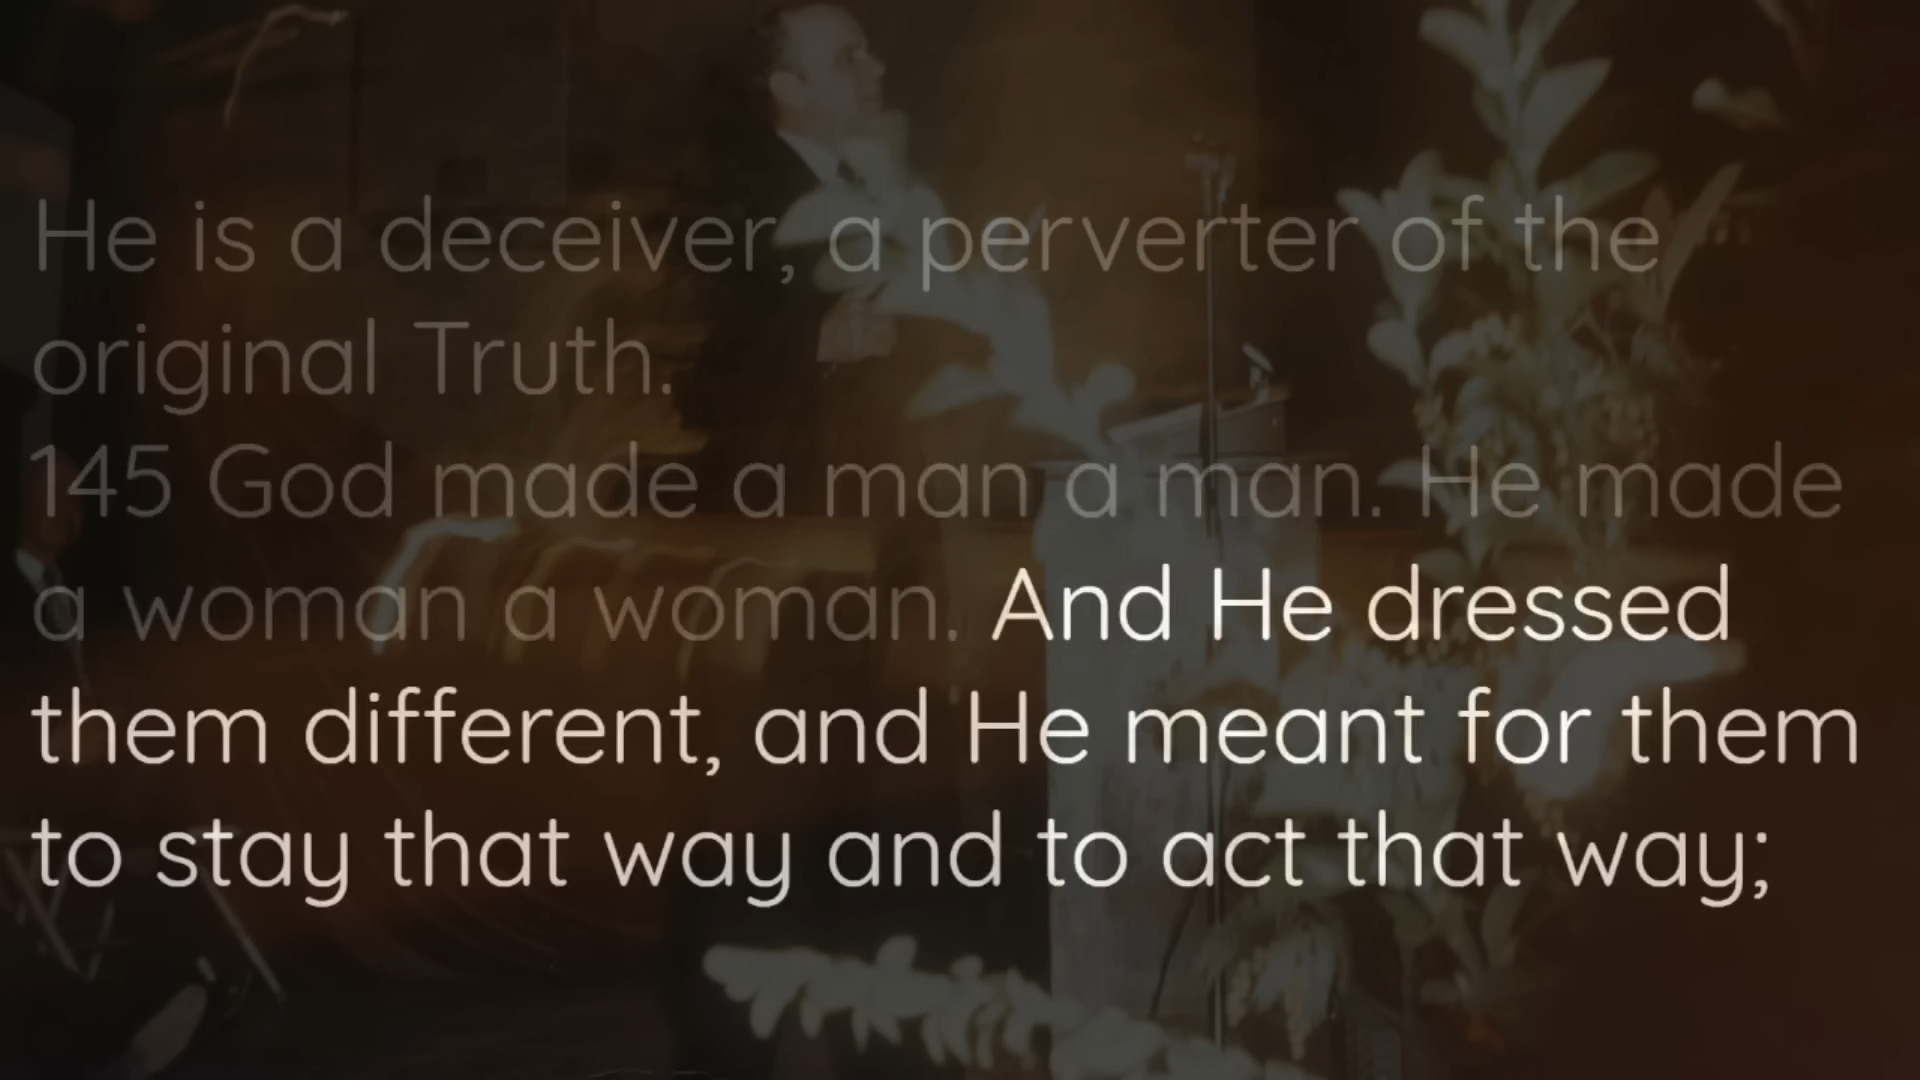 He is a deceiver, a perverter of the
original Truth.
145 God made a man a man. He made
a woman a woman. And He dressed
them different, and He meant for them
to stay that way and to act that way;